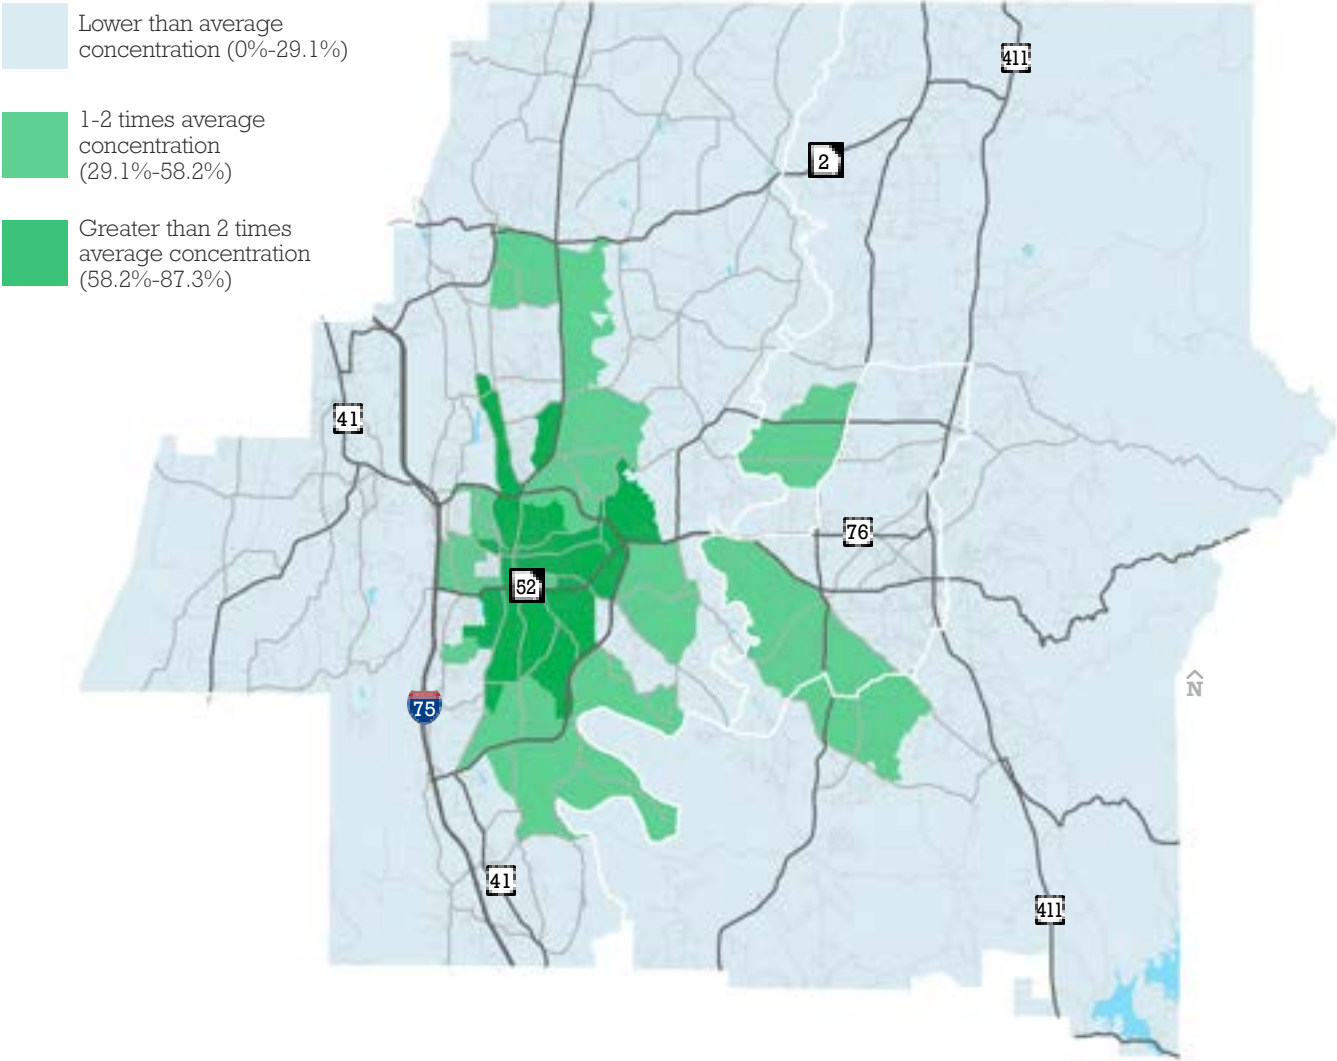 Lower than average
concentration (0%-29.1%)
1-2 times average
concentration
(29.1%-58.2%)
Greater than 2 times
average concentration
(58.2%-87.3%)
411
2
41
76
52
75
N
41
411